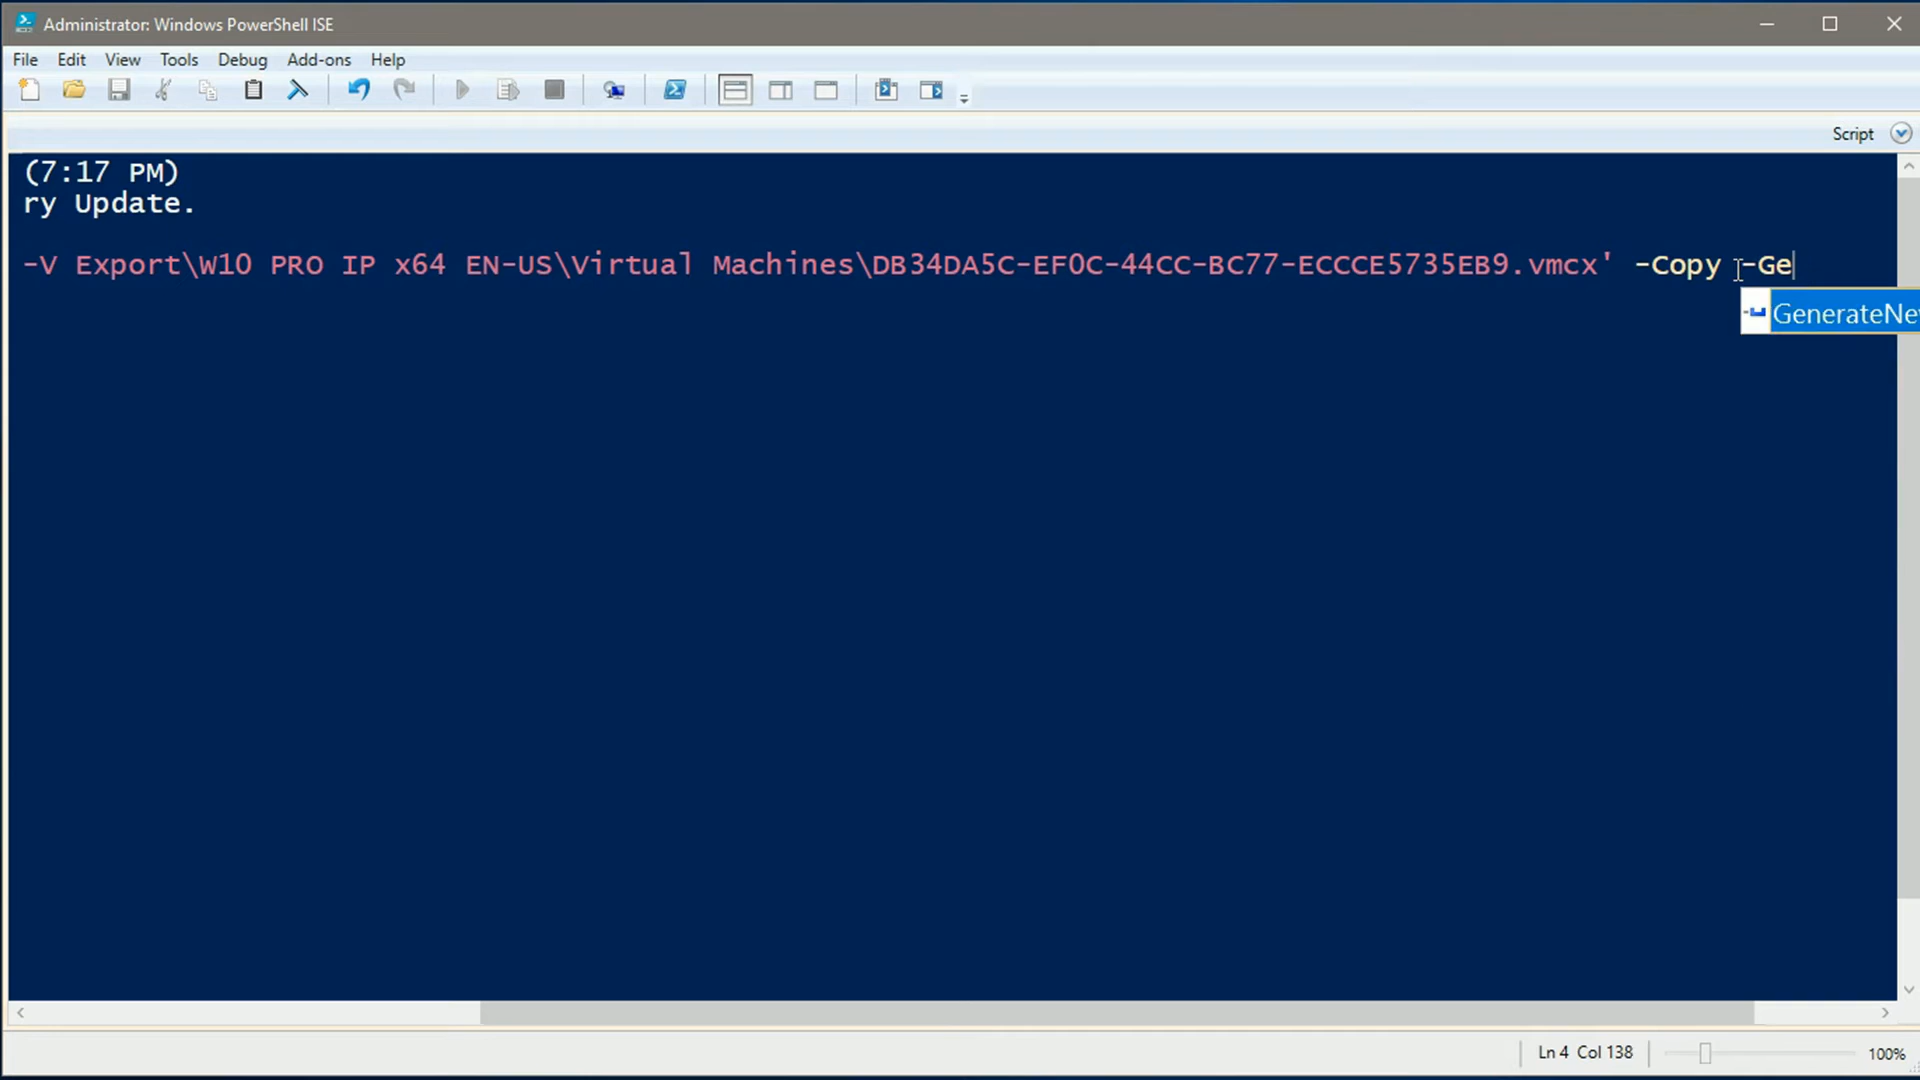 Administrator: Windows PowerShell ISE
File Edit View Tools Debug Add-ons Help
Script
(7:17 PM)
ry Update.
-V Export\W10 PRO IP x64 EN-US\Virtual Machines\DB34DA5C-EF0C-44CC-BC77-ECCCE5735EB9.vmcx' -Copy -Ge
GenerateNe
Ln 4 Col 138
100%